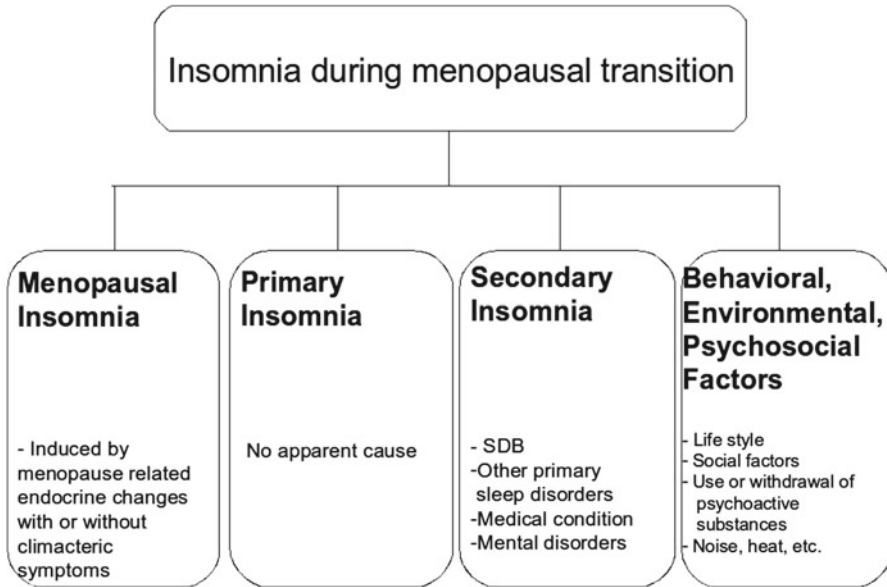 Insomnia during menopausal transition
Menopausal
Insomnia
- Induced by
menopause related
endocrine changes
with or without
climacteric
symptoms
Primary
Insomnia
No apparent cause
Secondary
Insomnia
- SDB
-Other primary
sleep disorders
-Medical condition
-Mental disorders
Behavioral,
Environmental,
Psychosocial
Factors
- Life style
- Social factors
- Use or withdrawal of
psychoactive
substances
- Noise, heat, etc.